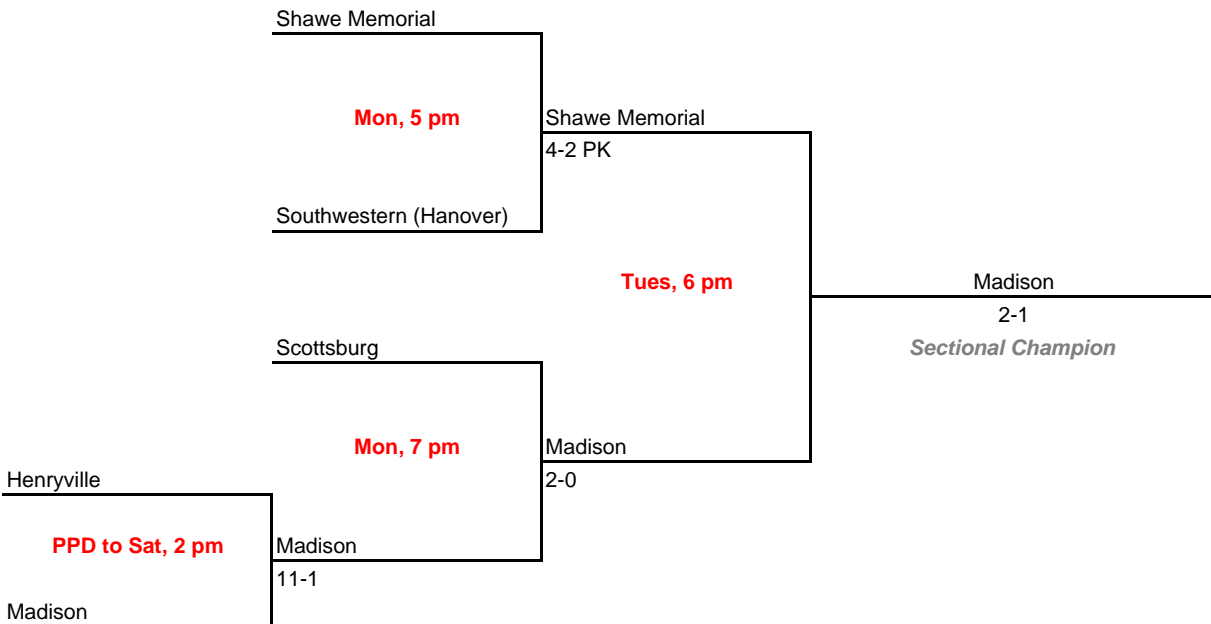 Shawe Memorial
Mon, 5 pm
Shawe Memorial
4-2 PK
Southwestern (Hanover)
Tues, 6 pm
Madison
2-1
Sectional Champion
Scottsburg
Mon, 7 pm
Madison
2-0
Henryville
PPD to Sat, 2 pm
Madison
11-1
Madison